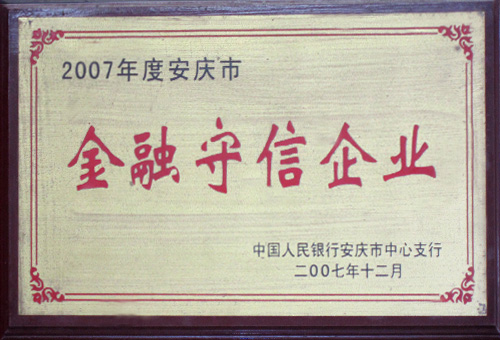 2007年度安庆市
金融守信企业
中国人民银行安庆市中心支行
二00七年十二月